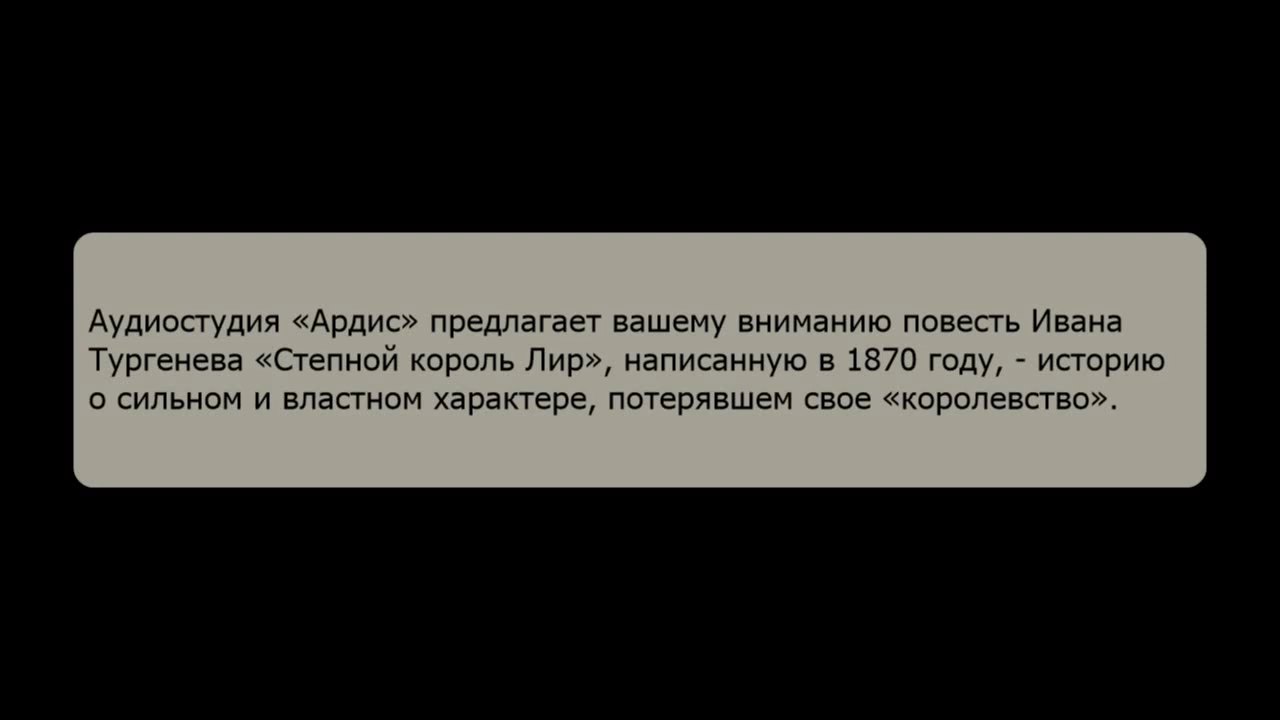 Аудиостудия «Ардис» предлагает вашему вниманию повесть Ивана
Тургенева «Степной король Лир», написанную в 1870 году, - историю
о сильном и властном характере, потерявшем свое «королевство».